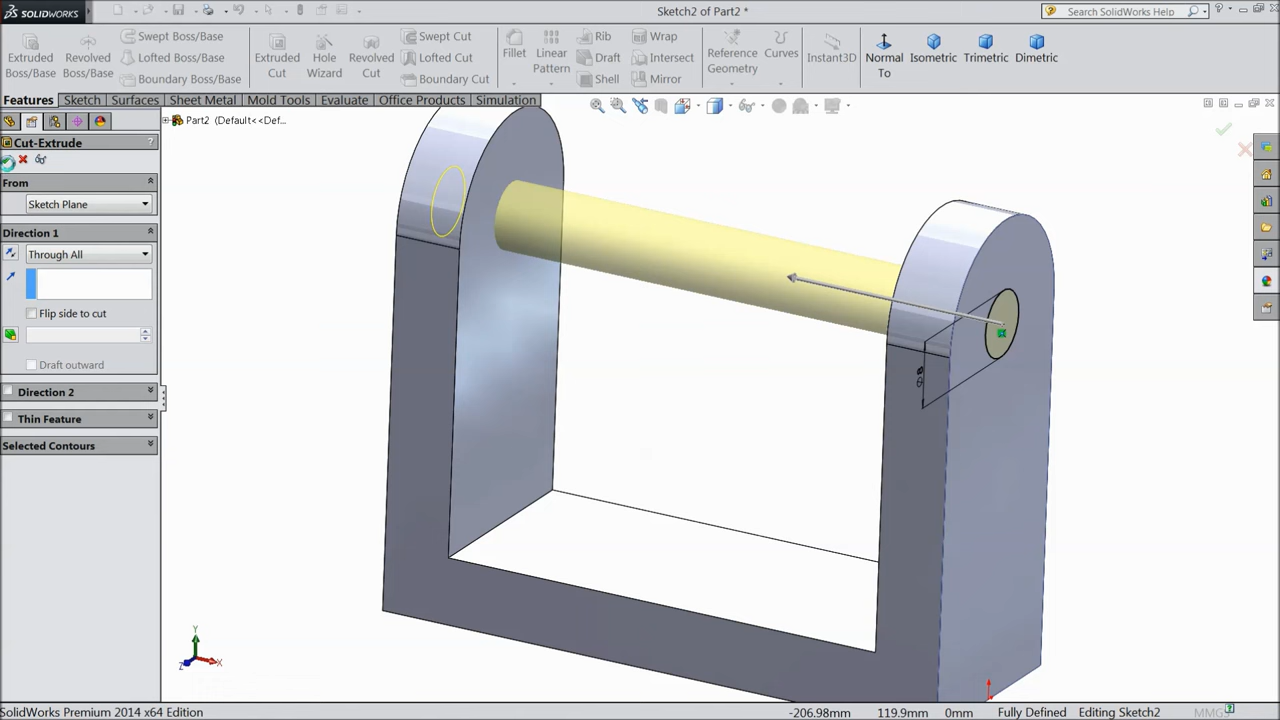 SOLIDWORKS
Sketch2 of Part2 *
Search SolidWorks Help
Extruded Boss/Base
Revolved Boss/Base
Swept Boss/Base
Lofted Boss/Base
Boundary Boss/Base
Extruded Cut
Hole Wizard
Revolved Cut
Swept Cut
Lofted Cut
Boundary Cut
Fillet
Linear Pattern
Rib
Draft
Shell
Wrap
Intersect
Mirror
Reference Geometry
Curves
Instant3D
Normal To
Isometric
Trimetric
Dimetric
Features Sketch Surfaces Sheet Metal Mold Tools Evaluate Office Products Simulation
Part2 (Default<<Def...
Cut-Extrude
?
From
Sketch Plane
Direction 1
Through All
Flip side to cut
Draft outward
Direction 2
Thin Feature
Selected Contours
Y
Z
X
SolidWorks Premium 2014 x64 Edition
-206.98mm 119.9mm 0mm Fully Defined Editing Sketch2